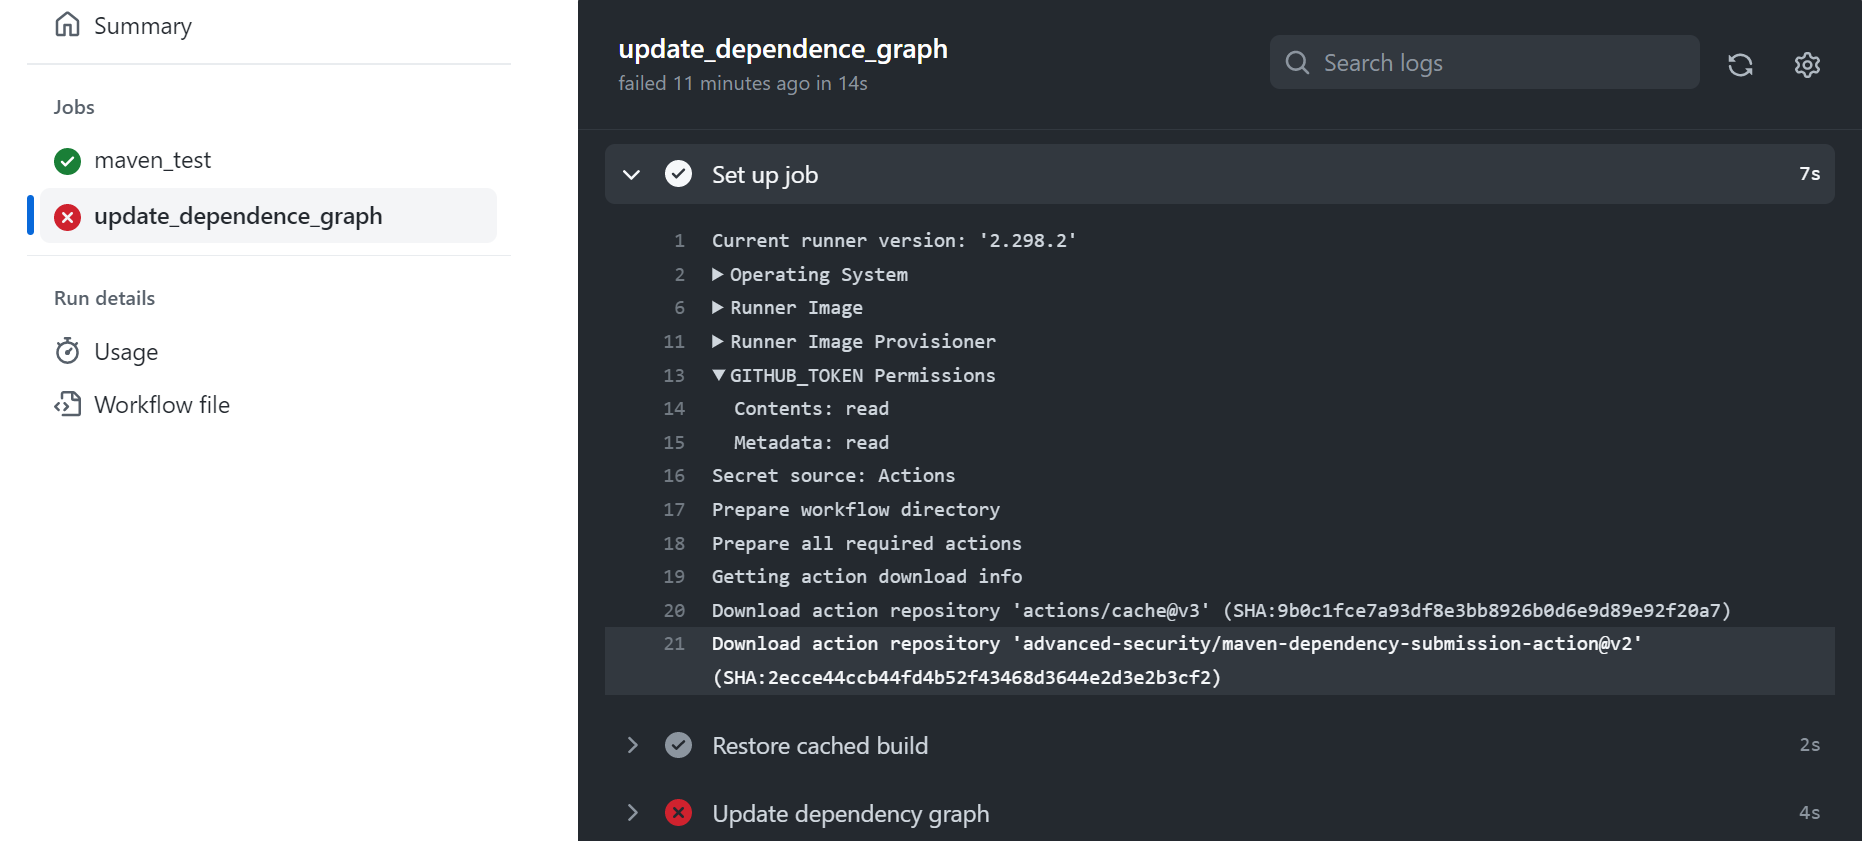 Summary
Jobs
maven_test
update_dependence_graph
Run details
Usage
Workflow file
update_dependence_graph
failed 11 minutes ago in 14s
Search logs
Set up job 7s
1 Current runner version: '2.298.2'
2 Operating System
6 Runner Image
11 Runner Image Provisioner
13 GITHUB_TOKEN Permissions
14 Contents: read
15 Metadata: read
16 Secret source: Actions
17 Prepare workflow directory
18 Prepare all required actions
19 Getting action download info
20 Download action repository 'actions/cache@v3' (SHA:9b0c1fce7a93df8e3bb8926b0d6e9d89e92f20a7)
21 Download action repository 'advanced-security/maven-dependency-submission-action@v2'
(SHA:2ecce44ccb44fd4b52f43468d3644e2d3e2b3cf2)
Restore cached build 2s
Update dependency graph 4s